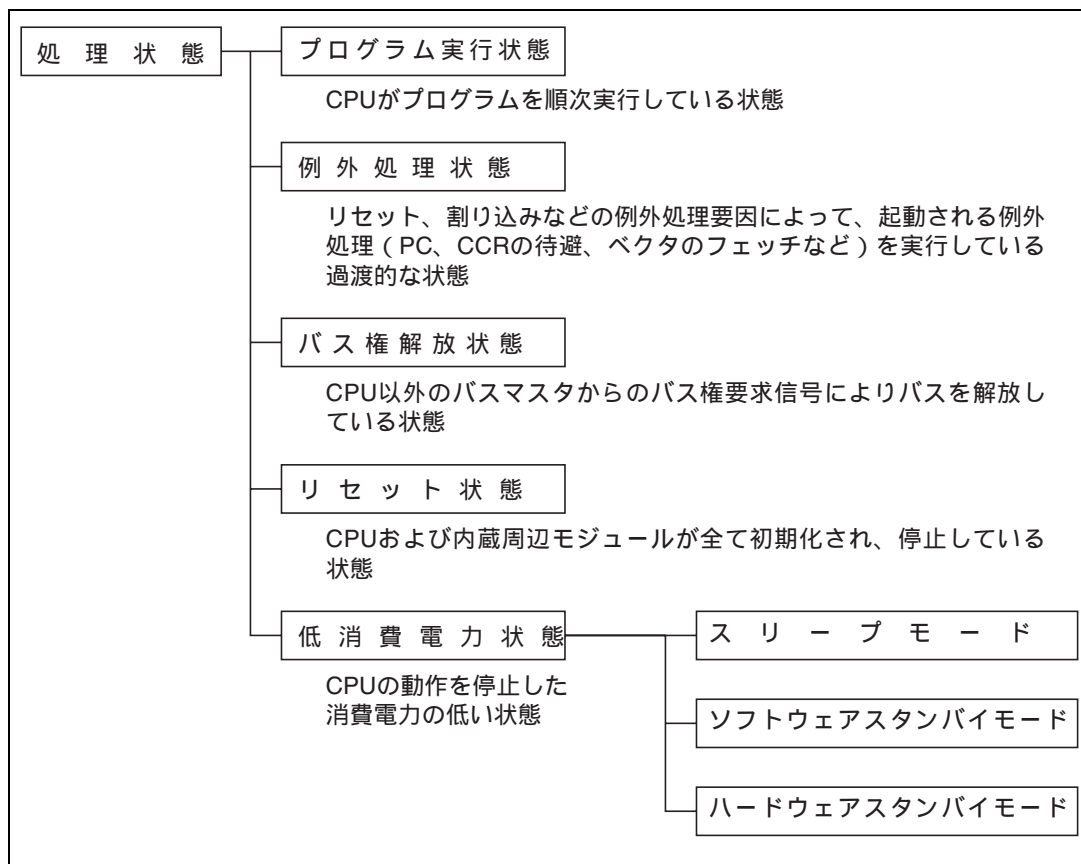 処理状態
プログラム実行状態
CPUがプログラムを順次実行している状態
例外処理状態
リセット、割り込みなどの例外処理要因によって、起動される例外
処理（PC、CCRの待避、ベクタのフェッチなど）を実行している
過渡的な状態
バス権解放状態
CPU以外のバスマスタからのバス権要求信号によりバスを解放し
ている状態
リセット状態
CPUおよび内蔵周辺モジュールが全て初期化され、停止している
状態
低消費電力状態
CPUの動作を停止した
消費電力の低い状態
スリープモード
ソフトウェアスタンバイモード
ハードウェアスタンバイモード